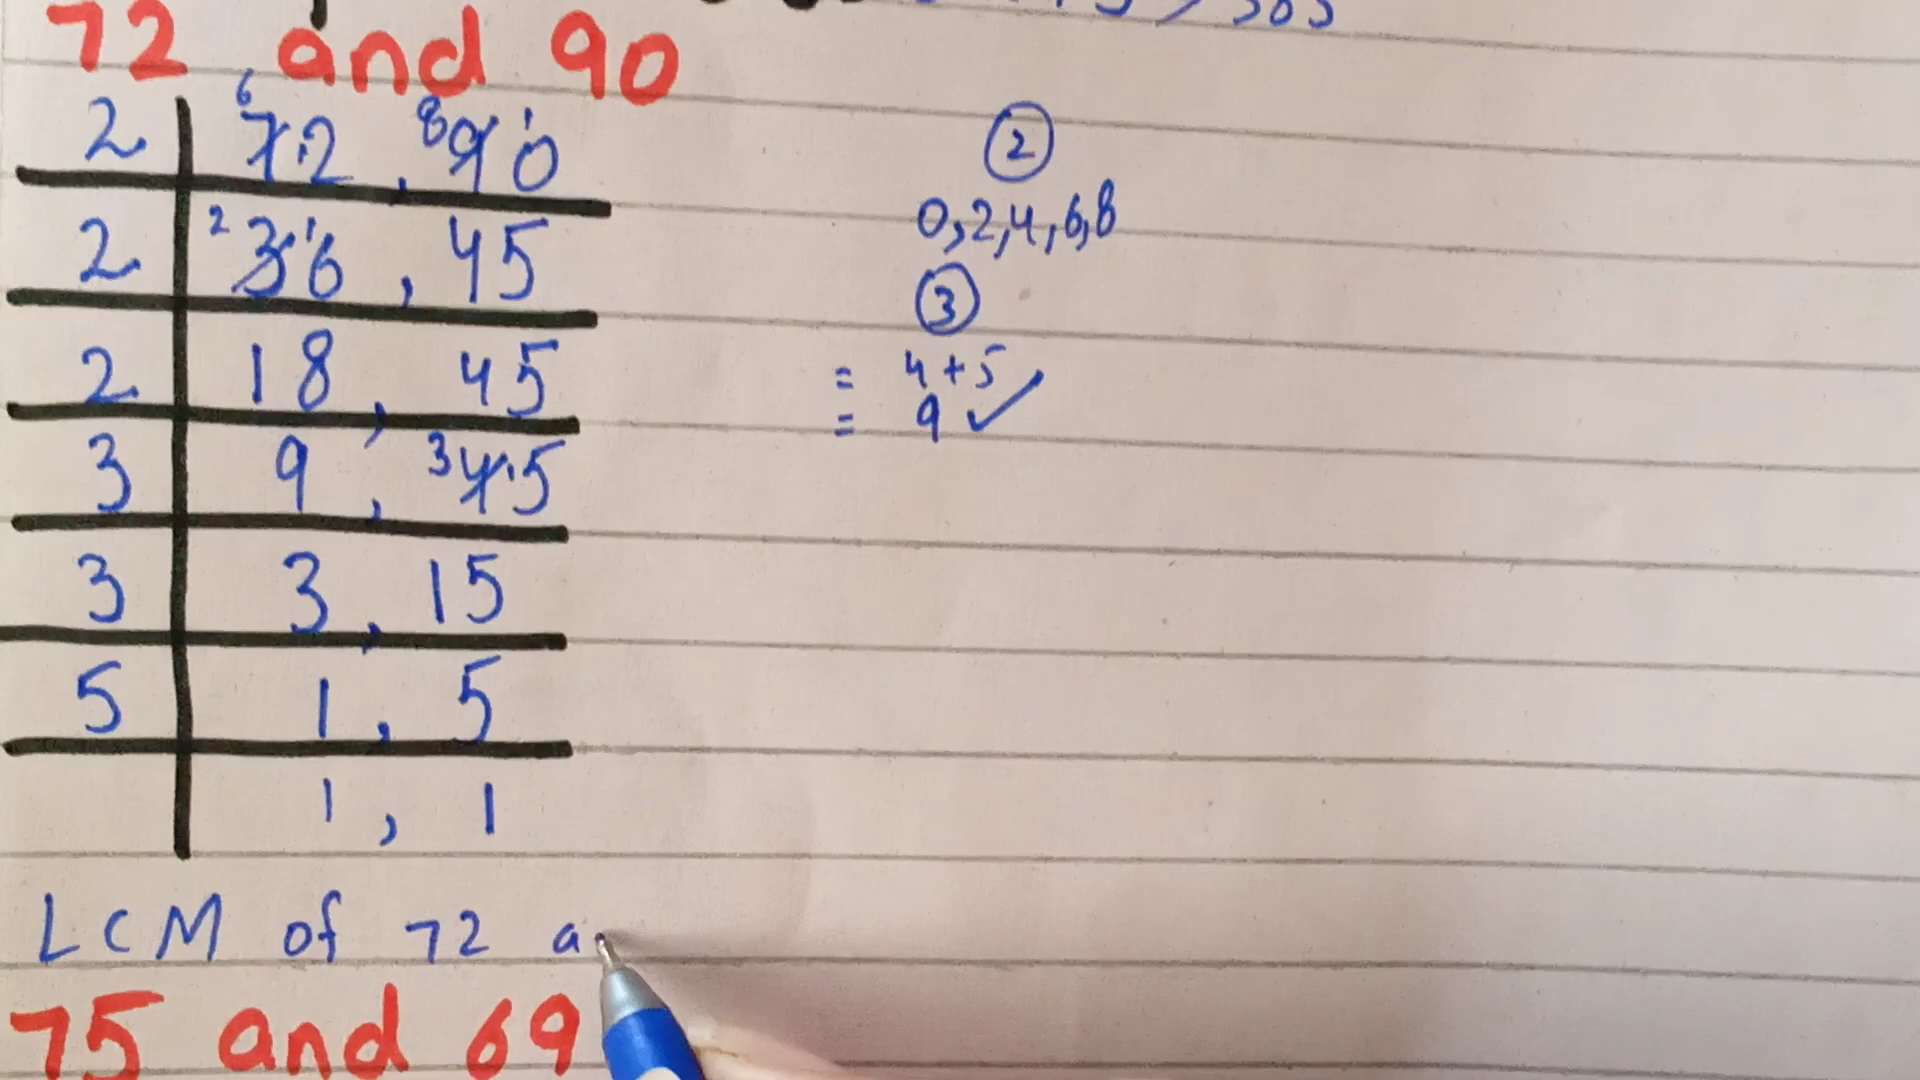 72 and 90
2 | 72 , 90
2 | 36 , 45
2 | 18 , 45
3 | 9 , 45
3 | 3 , 15
5 | 1 , 5
1 , 1
②
0,2,4,6,8
③
= 4+5
= 9 ✓
LCM of 72 a
75 and 69